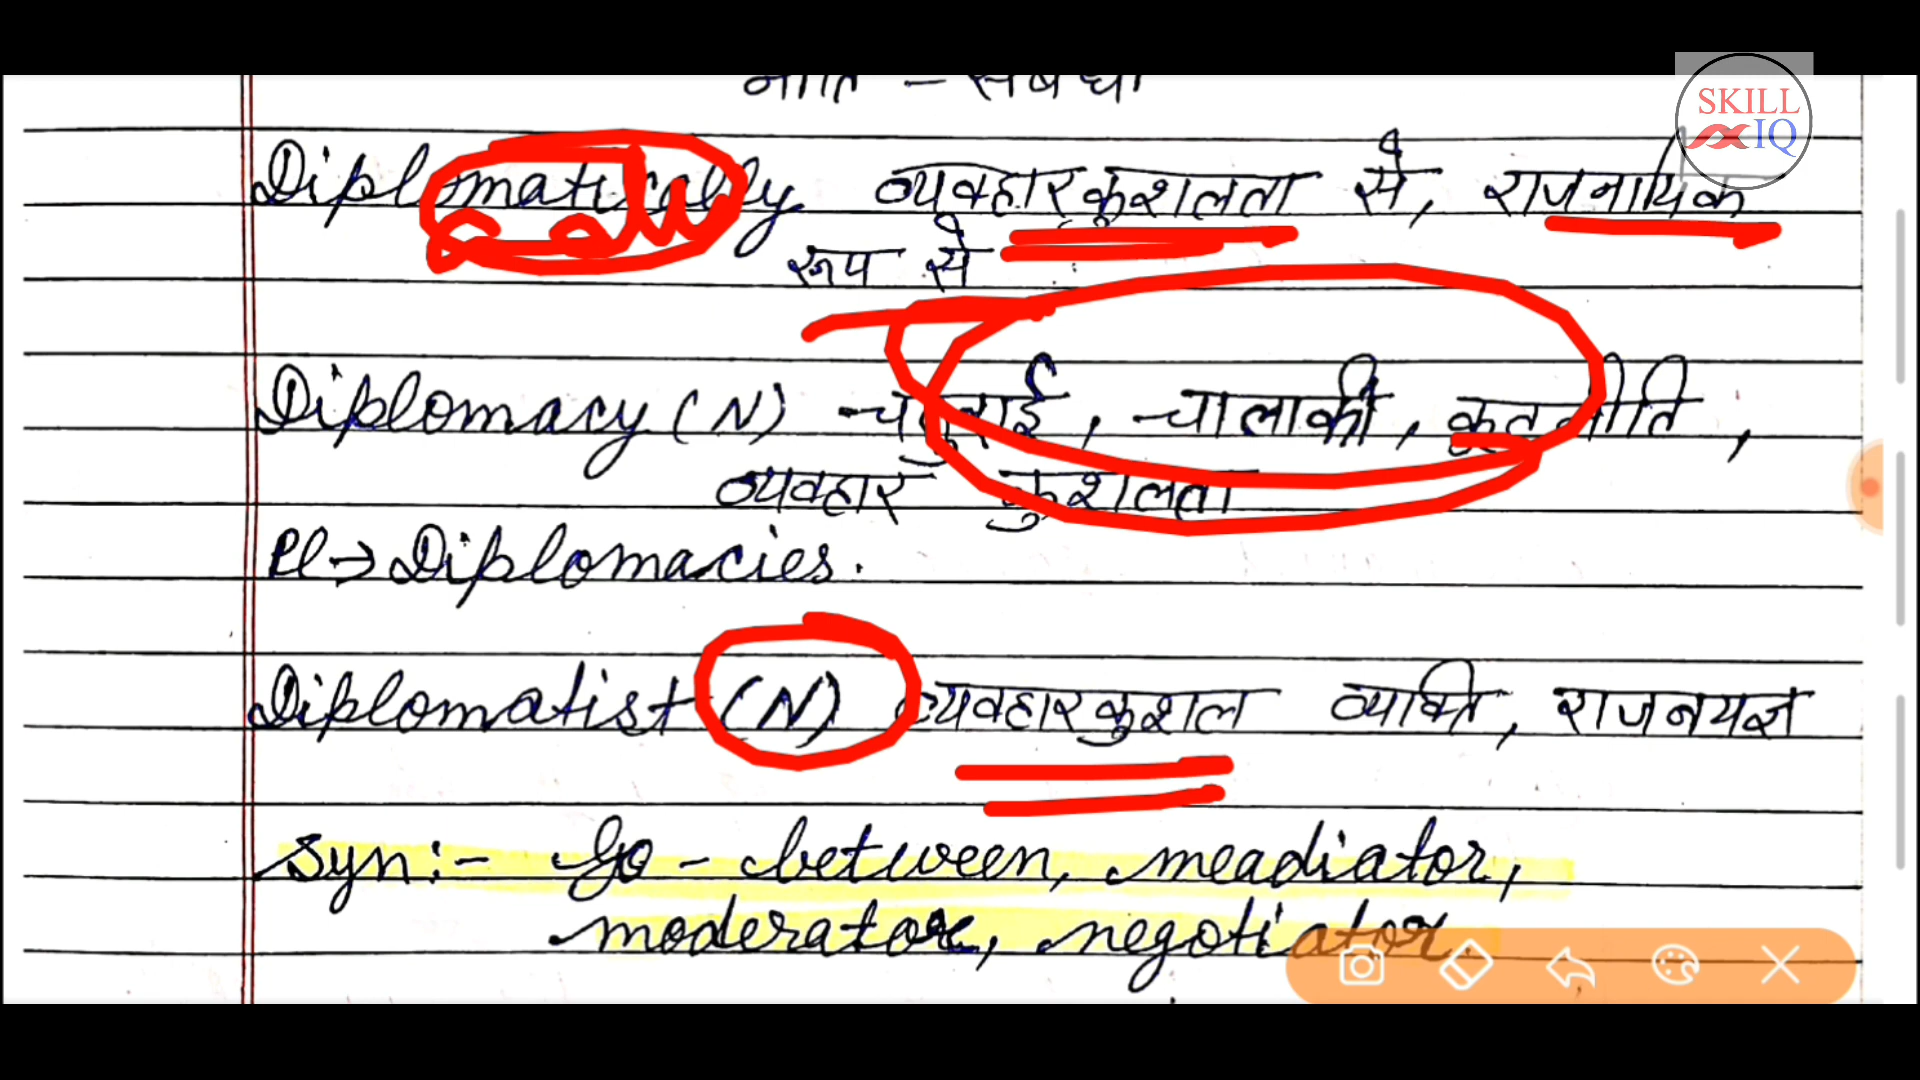 नीति - संबंधी
SKILL
IQ
Diplomatically व्यवहारकुशलता से, राजनायिक
रूप से
Diplomacy (N) - चतुराई, चालाकी, कूटनीति,
व्यवहार कुशलता
Pl → Diplomacies.
Diplomatist (N) व्यवहारकुशल व्यक्ति, राजनयज्ञ
Syn:- Go - between, meadiator,
moderator, negotiator.